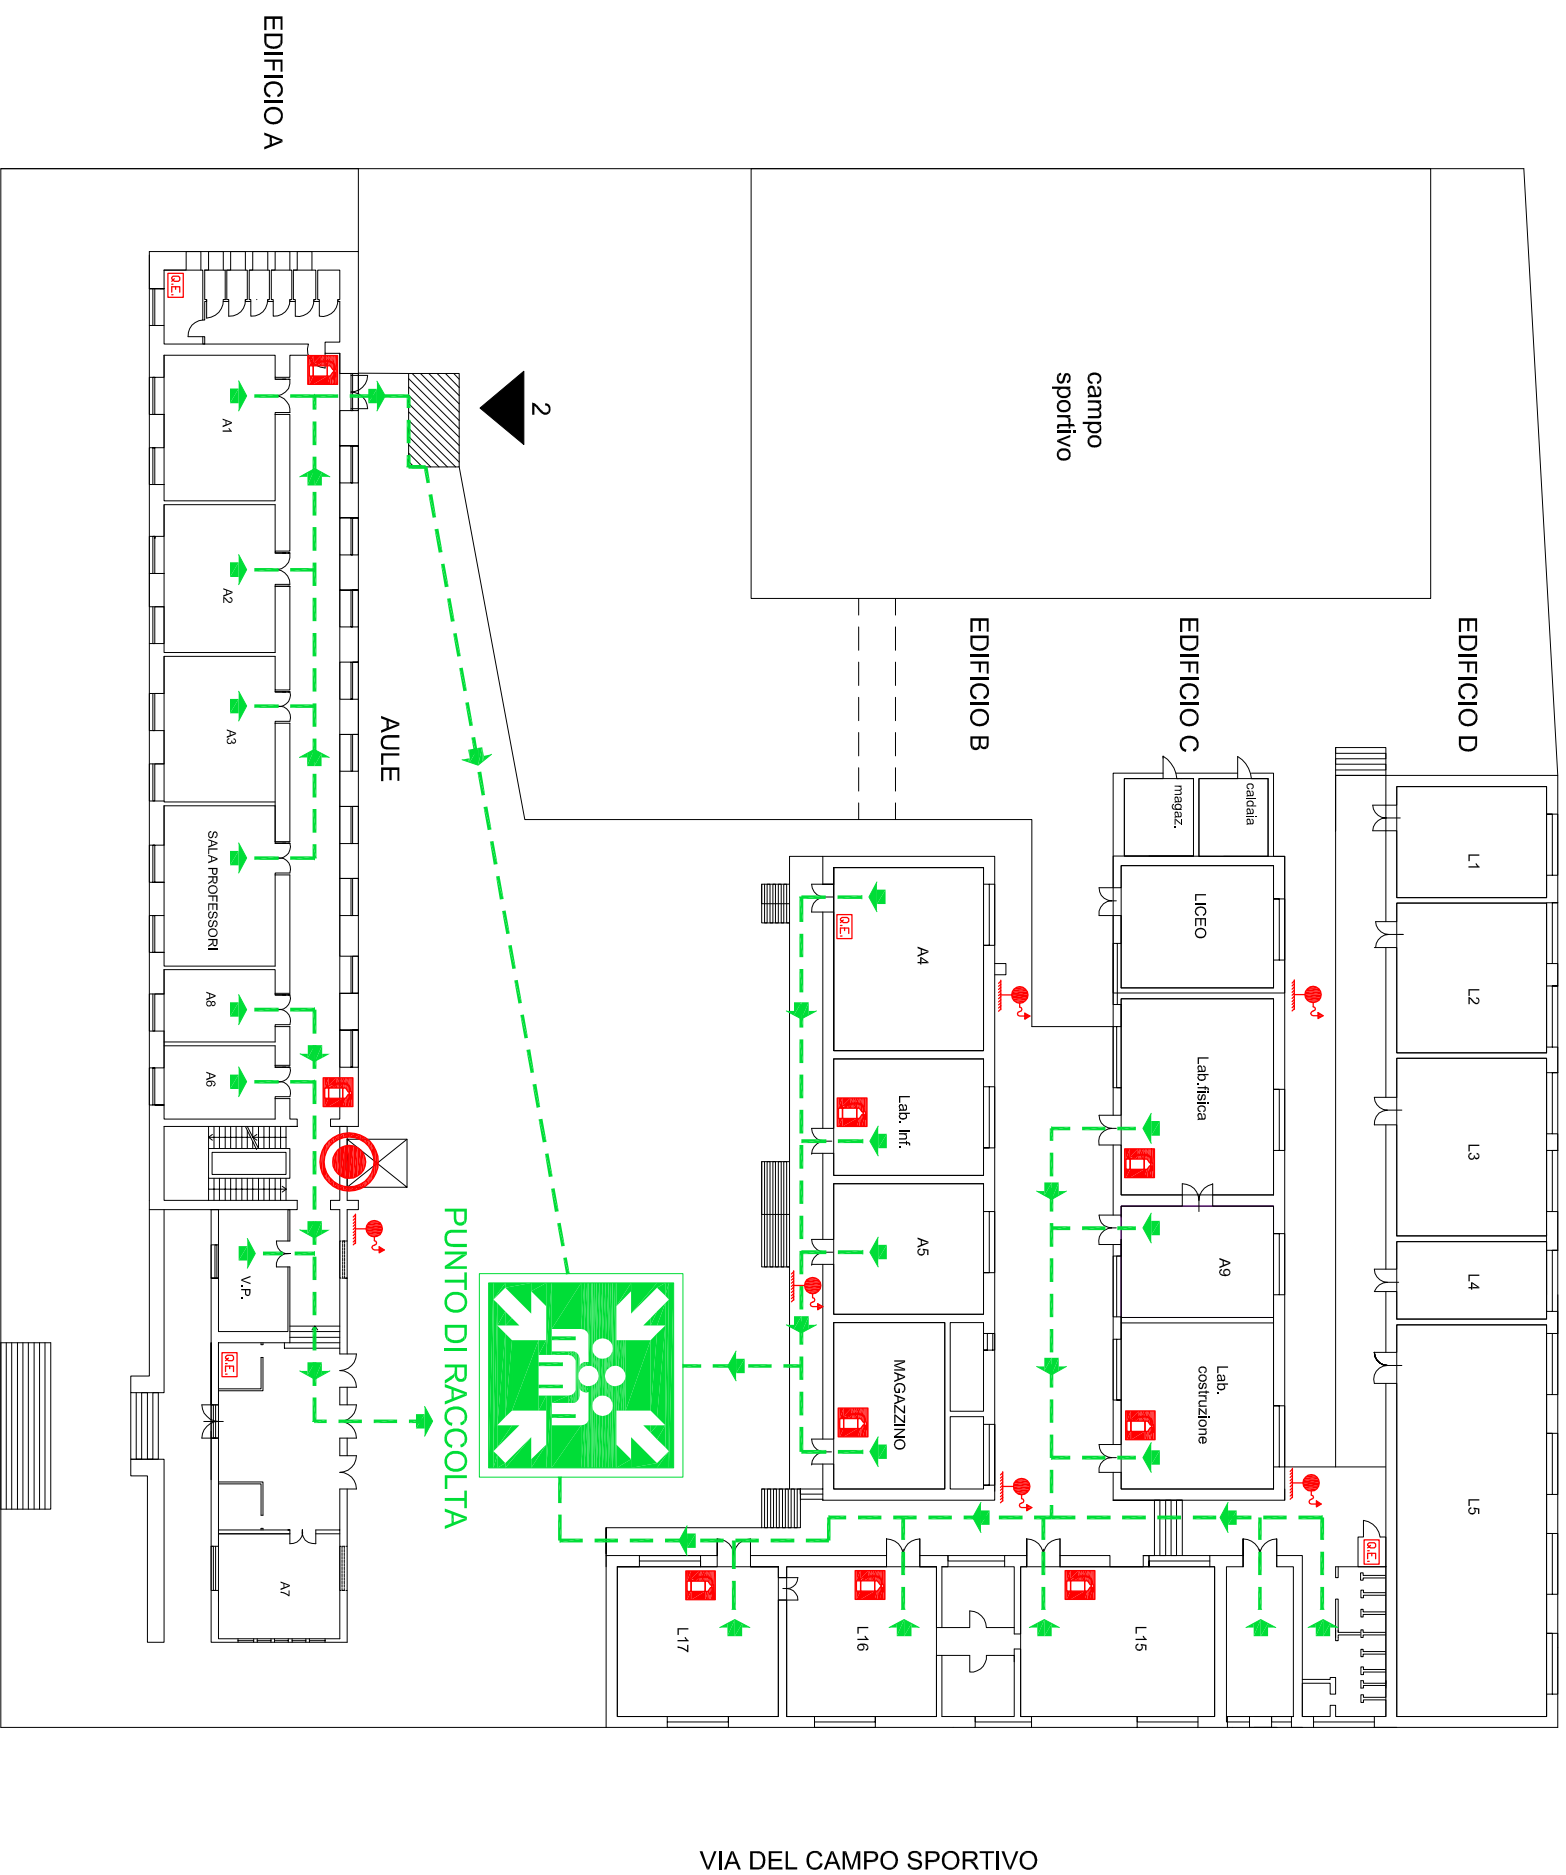 EDIFICIO A
EDIFICIO B
EDIFICIO C
EDIFICIO D
campo
sportivo
2
AULE
Q.E.
A1
A2
A3
SALA PROFESSORI
A8
A6
V.P.
Q.E.
A7
PUNTO DI RACCOLTA
A4
Q.E.
Lab. Inf.
A5
MAGAZZINO
magaz.
caldaia
LICEO
Lab.fisica
A9
Lab.
costruzione
L1
L2
L3
L4
L5
Q.E.
L15
L16
L17
VIA DEL CAMPO SPORTIVO